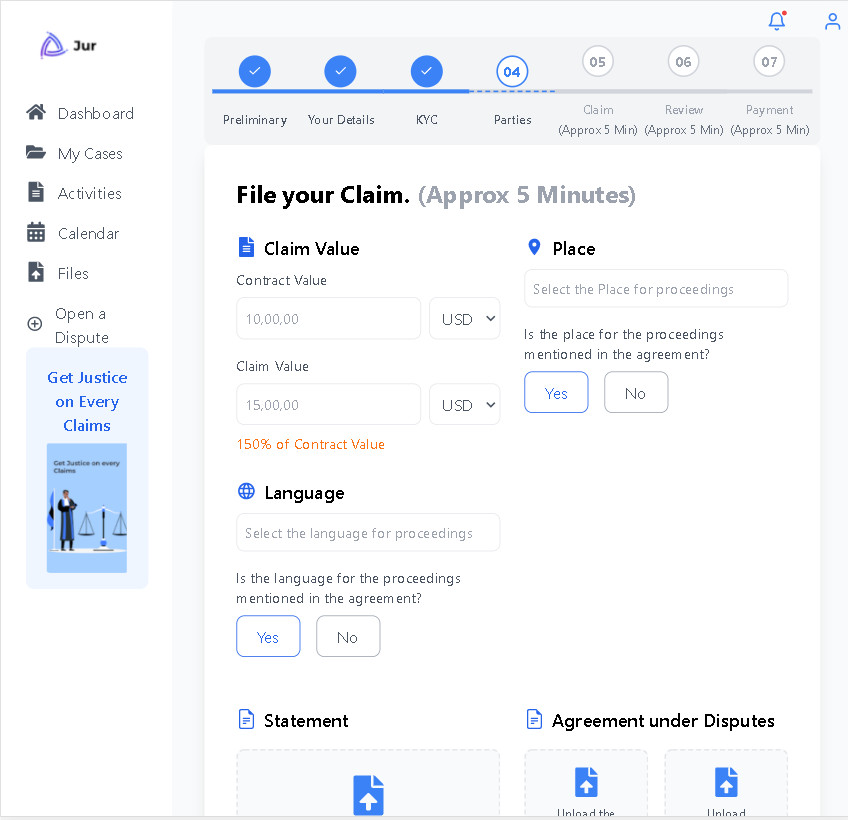 Jur
Dashboard
My Cases
Activities
Calendar
Files
Open a
Dispute
Get Justice
on Every
Claims
Get Justice on every
Claims
04
05
06
07
Preliminary
Your Details
KYC
Parties
Claim
(Approx 5 Min)
Review
(Approx 5 Min)
Payment
(Approx 5 Min)
File your Claim. (Approx 5 Minutes)
Claim Value
Contract Value
10,00,00
USD
Claim Value
15,00,00
USD
150% of Contract Value
Place
Select the Place for proceedings
Is the place for the proceedings
mentioned in the agreement?
Yes
No
Language
Select the language for proceedings
Is the language for the proceedings
mentioned in the agreement?
Yes
No
Statement
Agreement under Disputes
Upload the
Upload